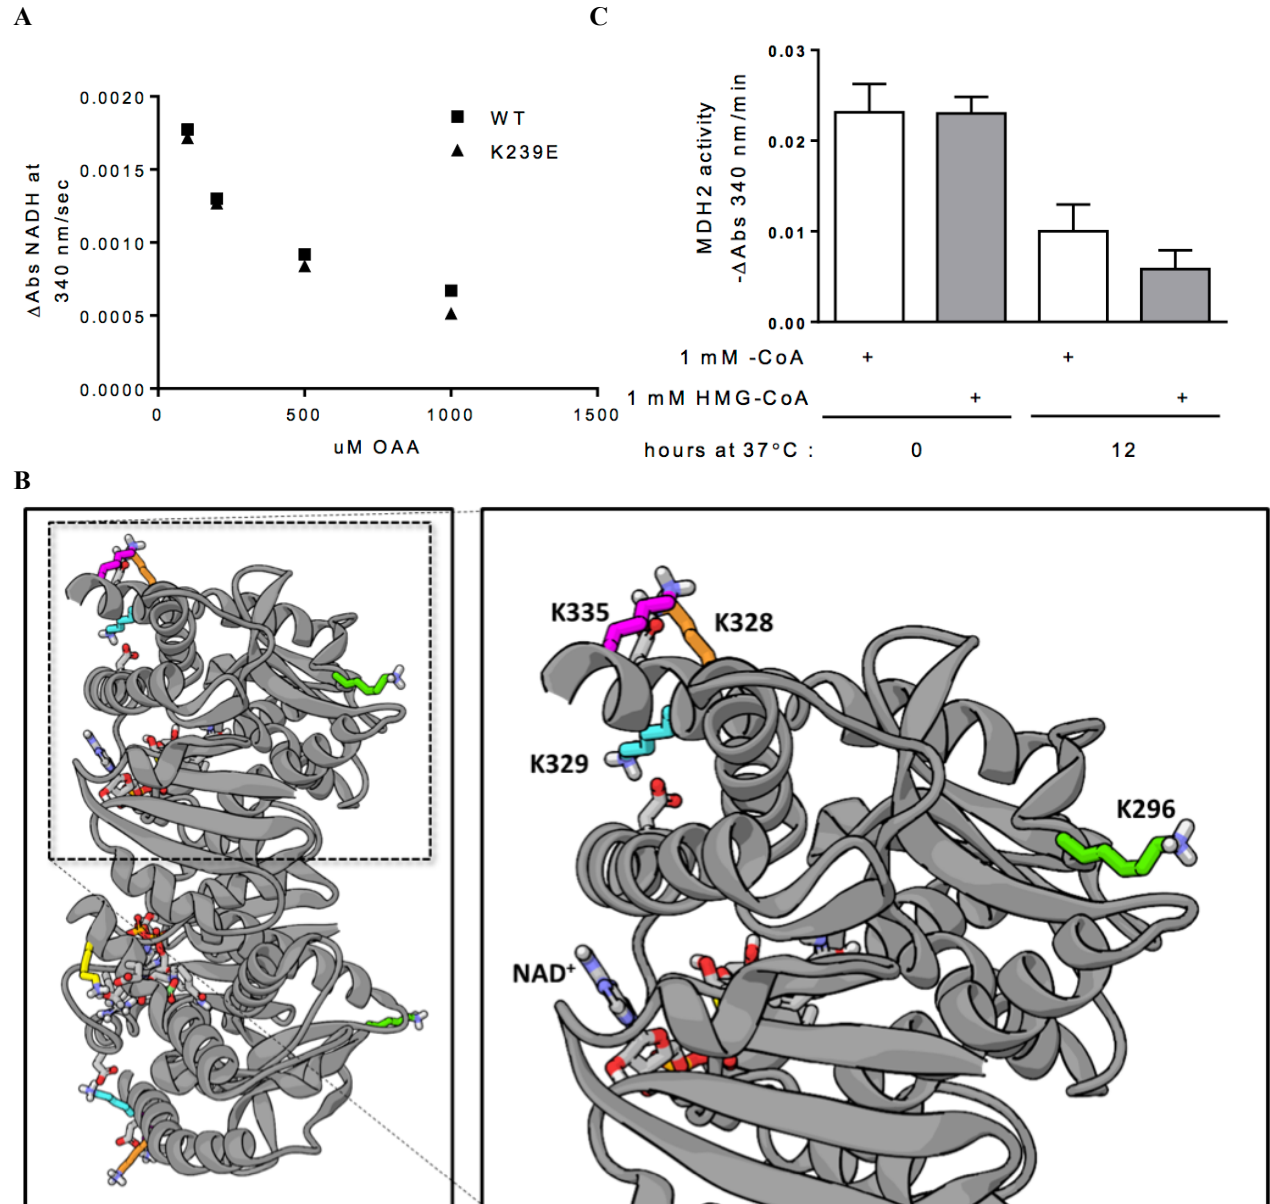 A
C
0.0020
0.0015
0.0010
0.0005
0.0000
ΔAbs NADH at
340 nm/sec
WT
K239E
0
500
1000
1500
uM OAA
0.03
0.02
0.01
0.00
MDH2 activity
-ΔAbs 340 nm/min
1 mM -CoA + +
1 mM HMG-CoA + +
hours at 37°C : 0 12
B
K335
K328
K329
K296
NAD⁺